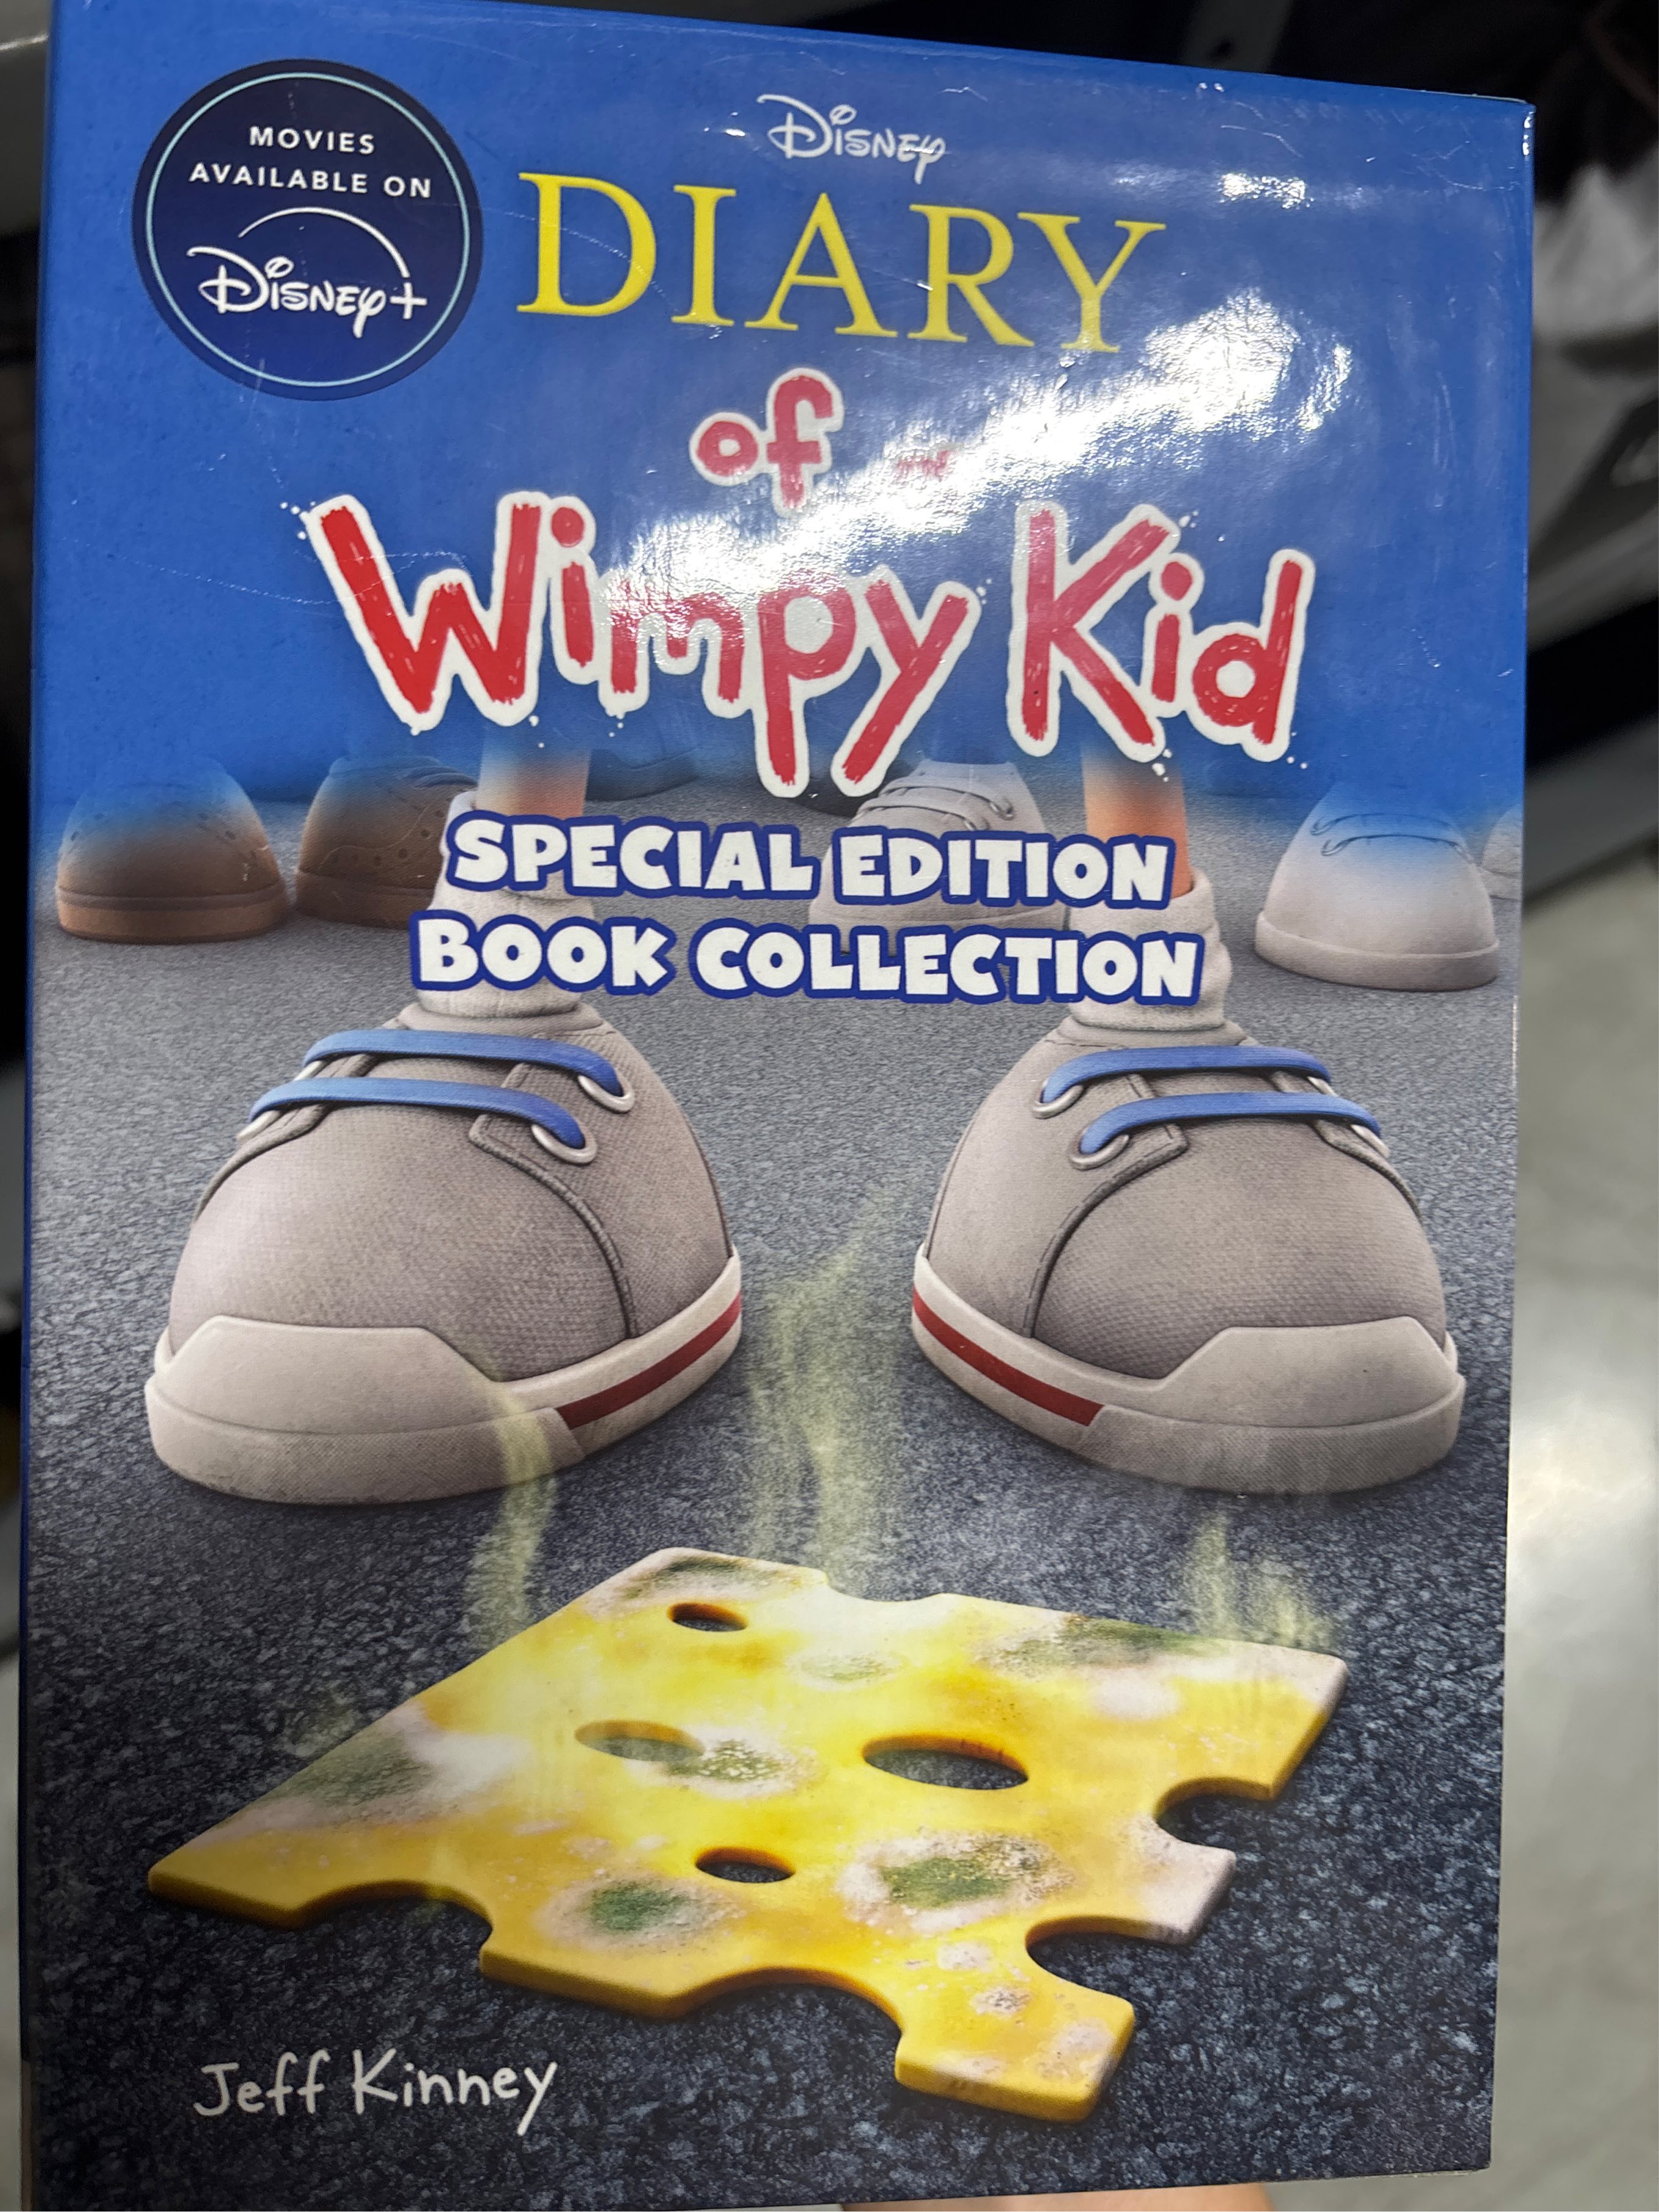 MOVIES
AVAILABLE ON
Disney+
Disney
DIARY
of
Wimpy Kid
SPECIAL EDITION
BOOK COLLECTION
Jeff Kinney